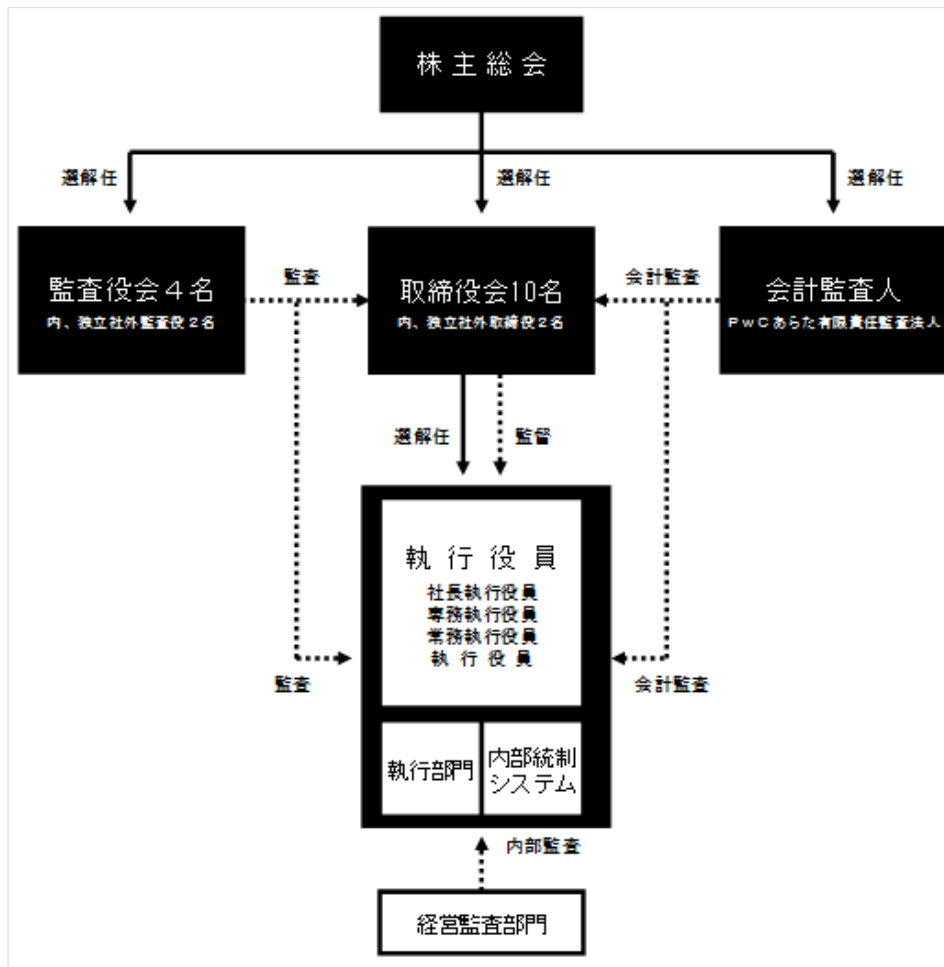 株主総会
選解任
選解任
選解任
監査役会4名
内、独立社外監査役2名
監査
取締役会10名
内、独立社外取締役2名
会計監査
会計監査人
PwCあらた有限責任監査法人
選解任
監督
執行役員
社長執行役員
専務執行役員
常務執行役員
執行役員
監査
会計監査
執行部門
内部統制
システム
内部監査
経営監査部門